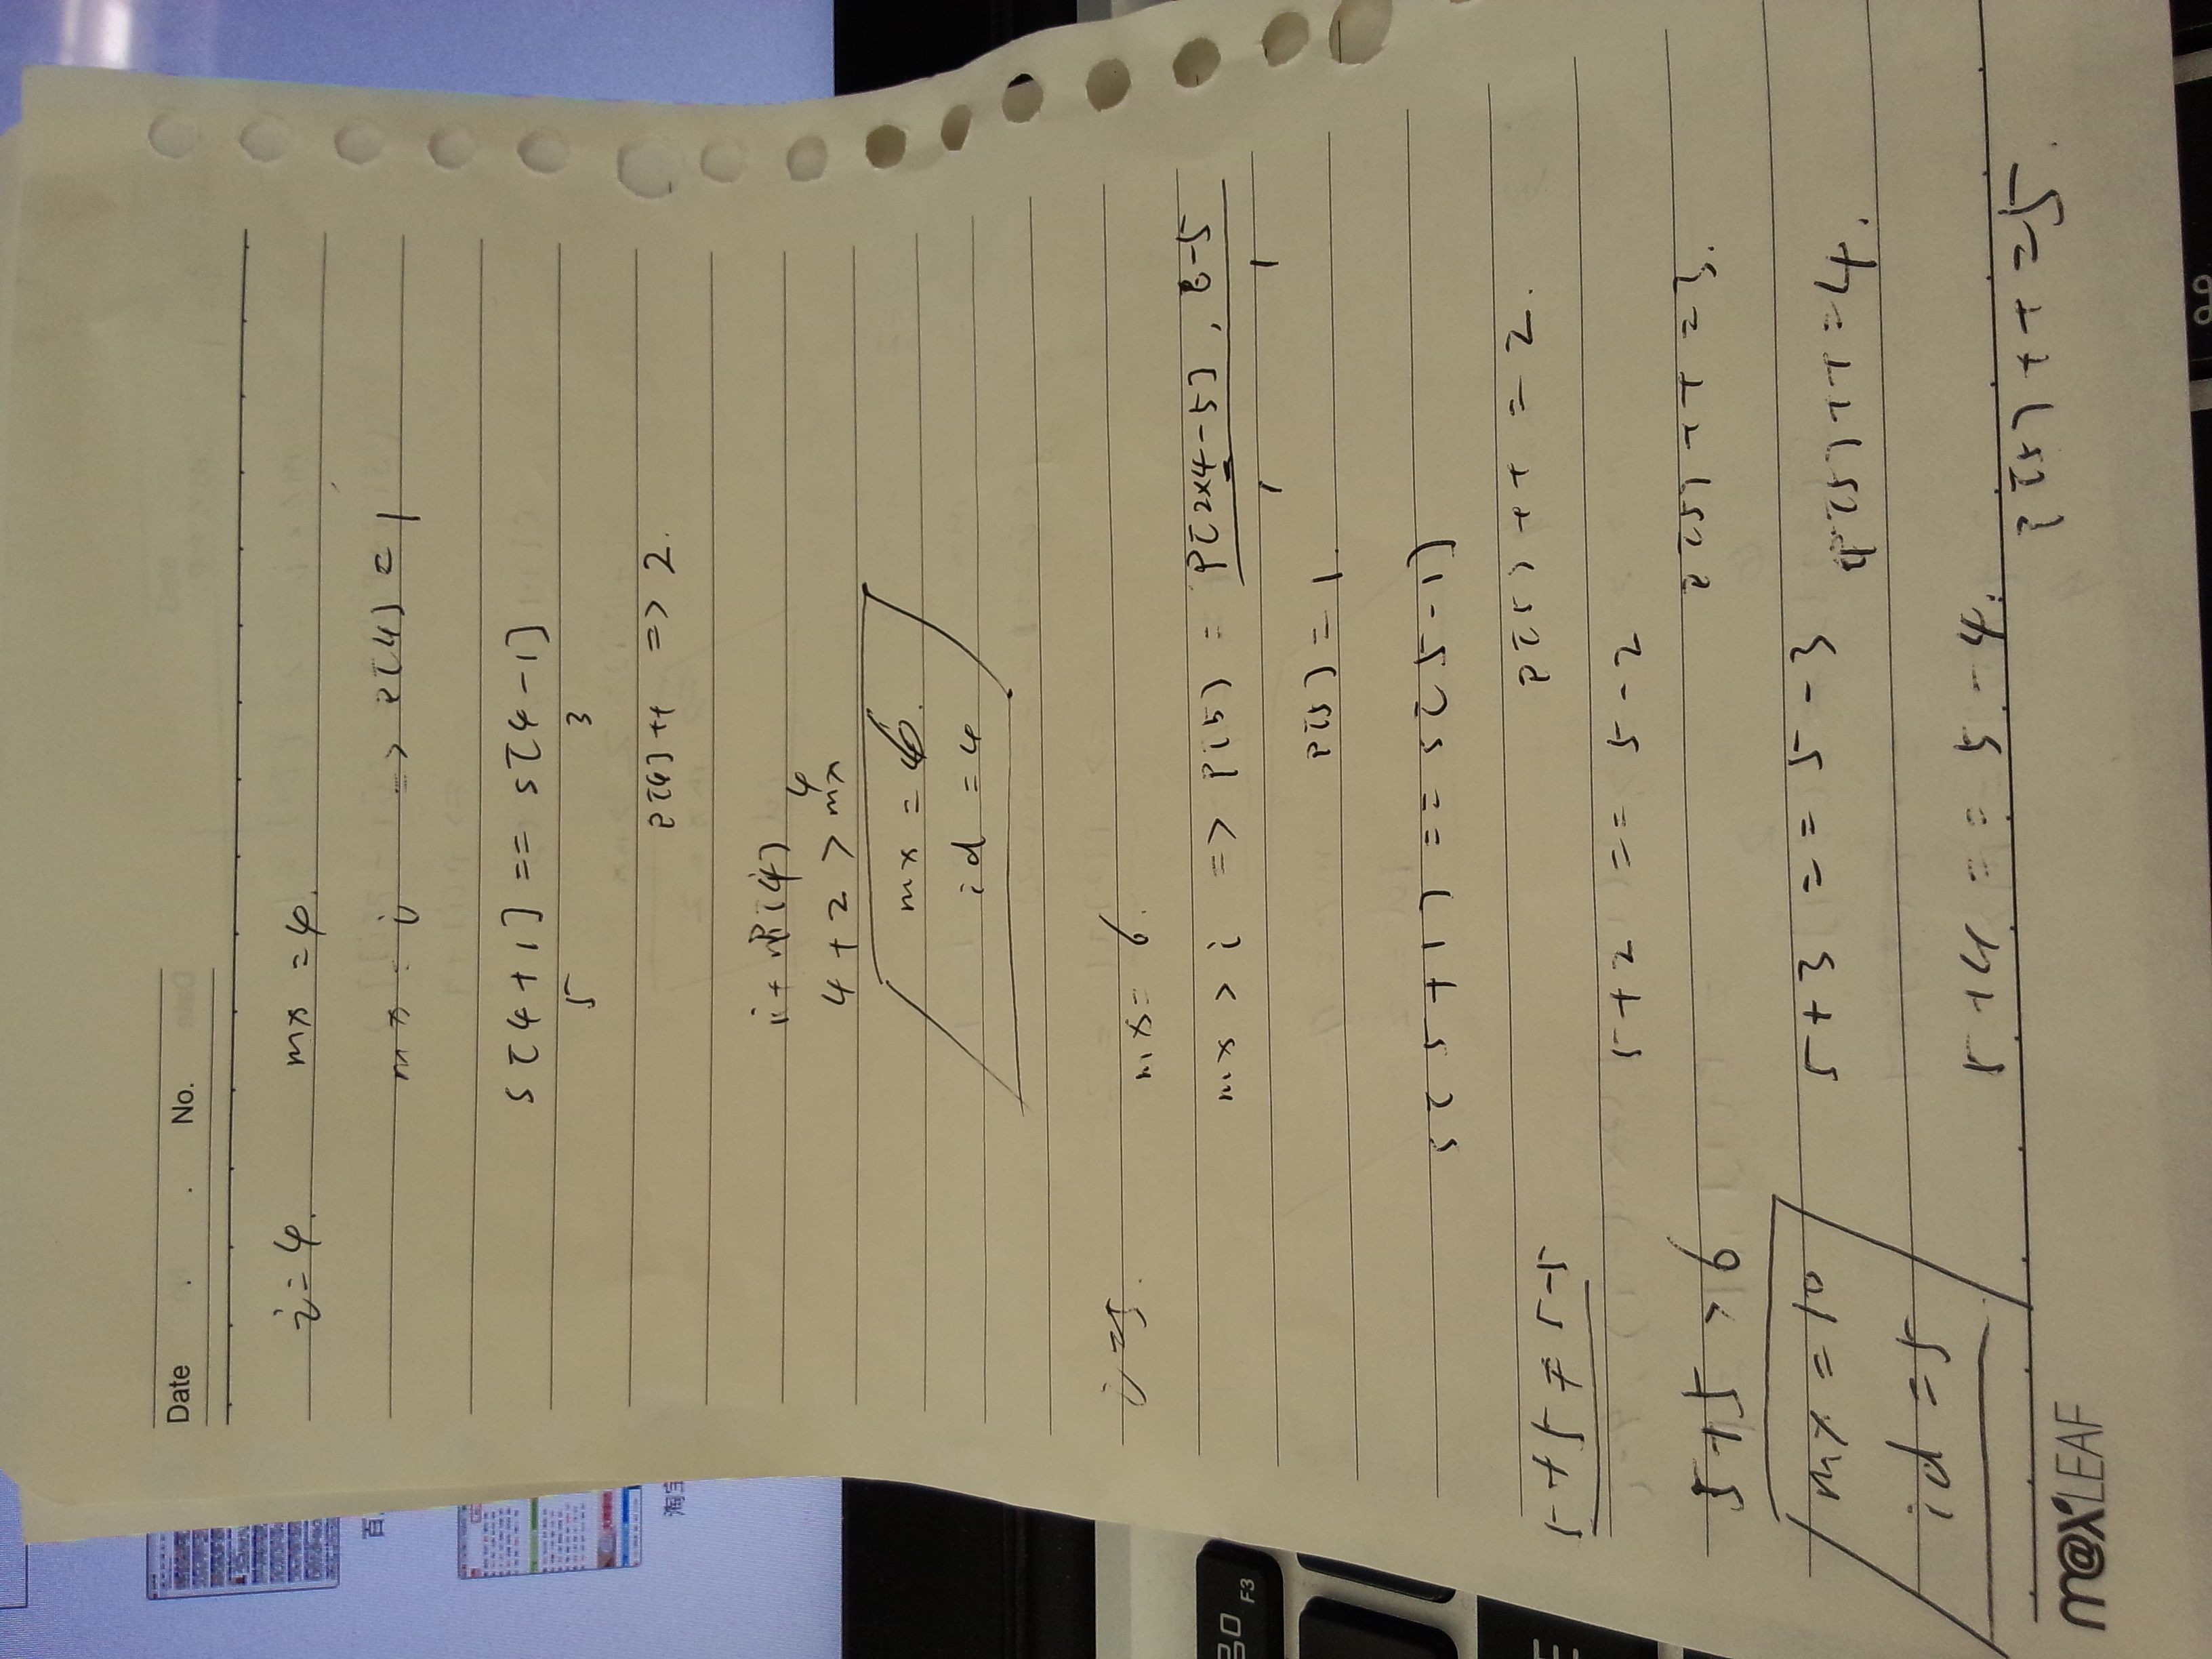 Date . . No.
i=4. mx =4.
mx = i => P[4] = 1
S[4+1] == S[4-1]
5 3
P[4]++ => 2.
i+ P[4]
4
4+2 > mx
mx = 6.
id = 4
i=5. mx= 6.
mx > i => P[5] = P[2x4-5], 6-5
1 1
P[5] = 1.
S[5+1] == S[5-1]
P[5]++ = 2.
5+5 ≠ 5-5
5+2 == 5-2
P[5]++=3.
5+5 > 6
mx=10
5+3 == 5-3
P[5]++=4.
id =5
5+4 == 5-4.
P[5]++=5.
m@xLEAF
百
淘宝
F3